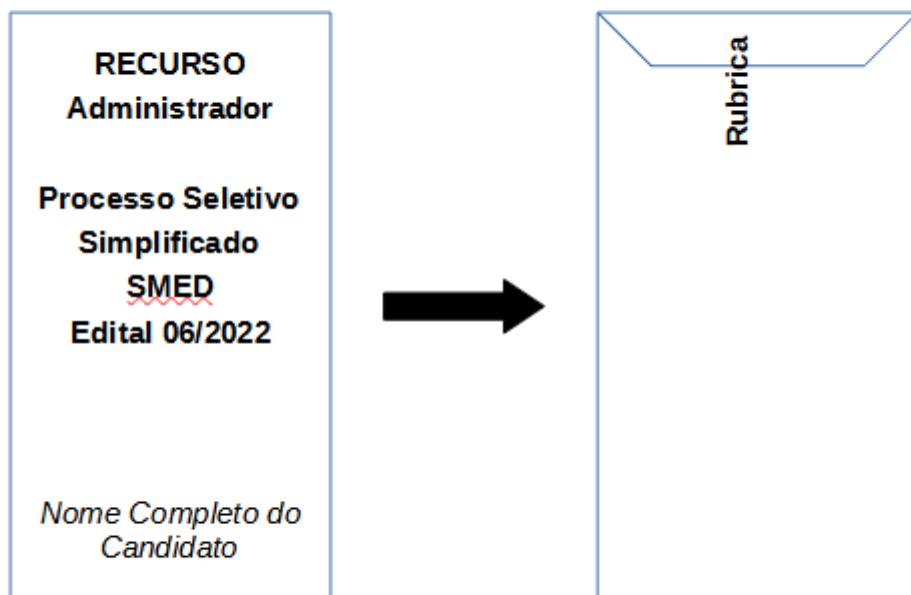 RECURSO
Administrador
Processo Seletivo
Simplificado
SMED
Edital 06/2022
Nome Completo do
Candidato
Rubrica